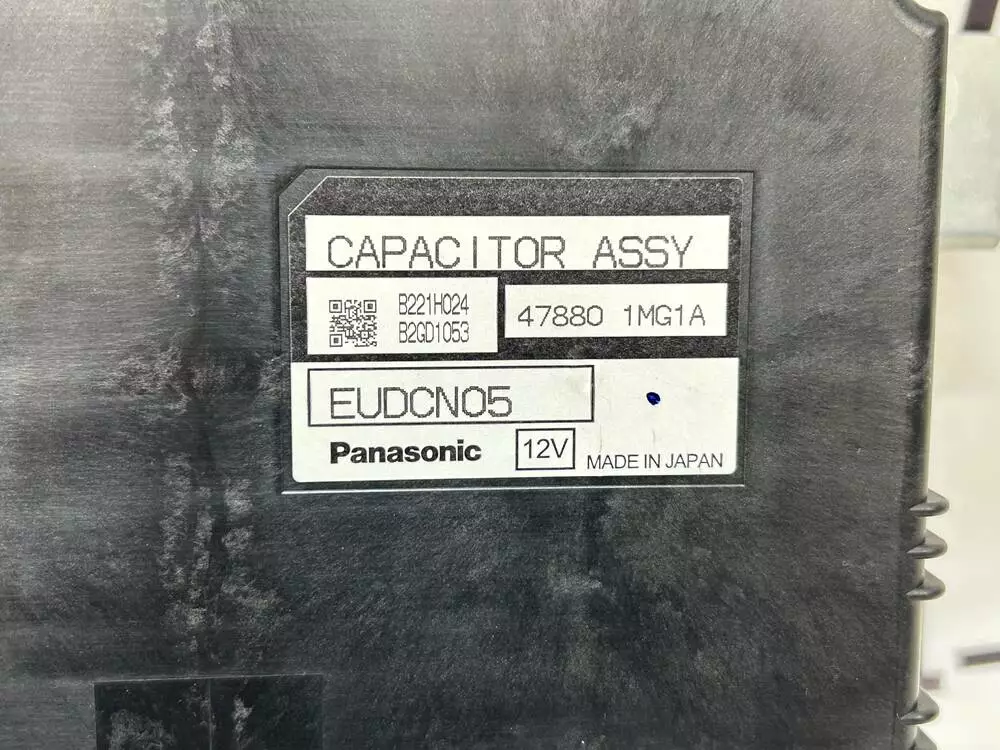 CAPACITOR ASSY
B221H024
B2GD1053
47880 1MG1A
EUDCN05
Panasonic
12V
MADE IN JAPAN